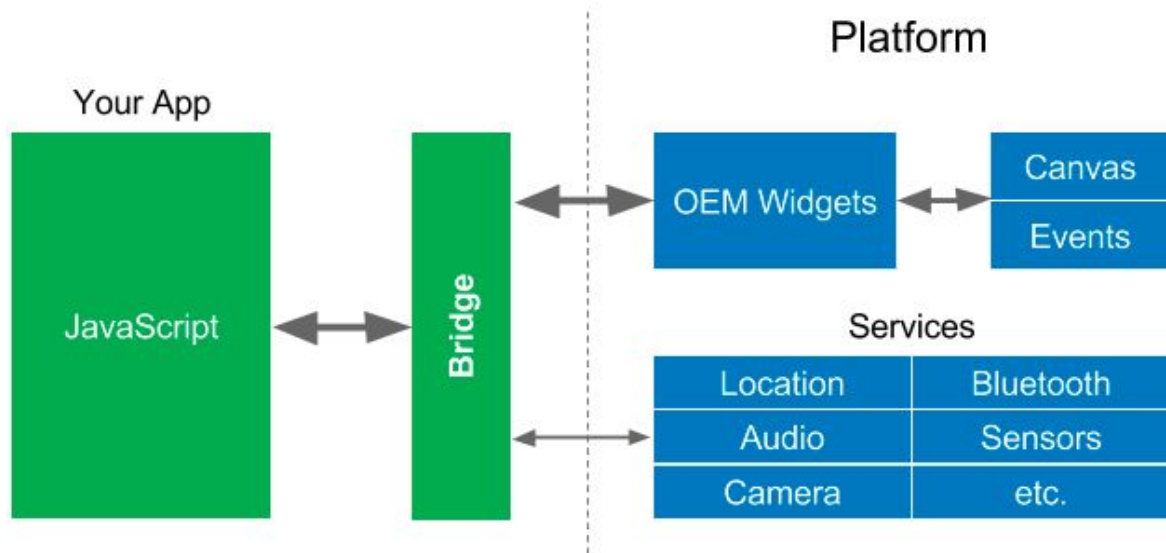 Platform
Your App
JavaScript
Bridge
OEM Widgets
Canvas
Events
Services
Location
Bluetooth
Audio
Sensors
Camera
etc.